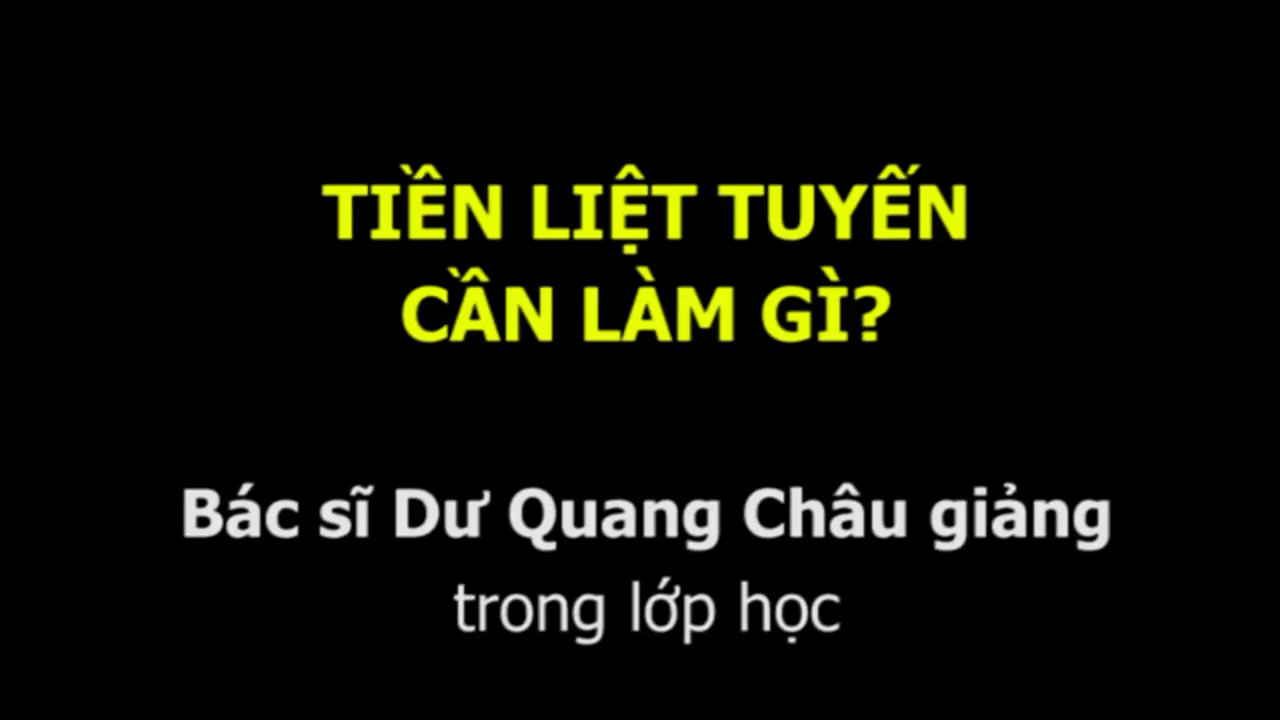 TIỀN LIỆT TUYẾN
CẦN LÀM GÌ?
Bác sĩ Dư Quang Châu giảng
trong lớp học